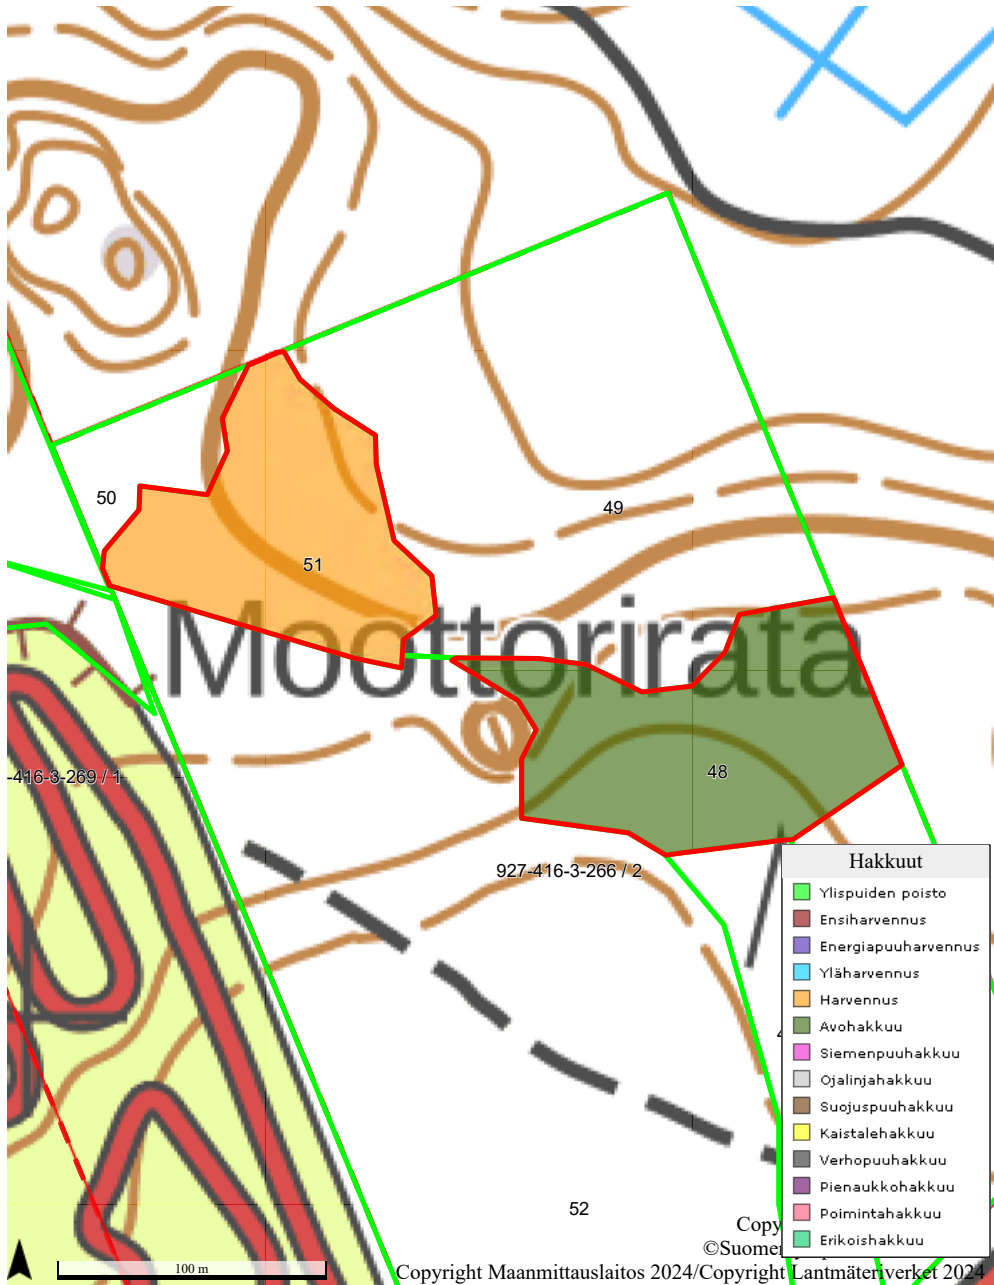 50
49
51
Moottorirata
48
-416-3-269 / 1
927-416-3-266 / 2
52
Hakkuut
Ylispuiden poisto
Ensiharvennus
Energiapuuharvennus
Yläharvennus
Harvennus
Avohakkuu
Siemenpuuhakkuu
Ojalinjahakkuu
Suojuspuuhakkuu
Kaistalehakkuu
Verhopuuhakkuu
Pienaukkohakkuu
Poimintahakkuu
Erikoishakkuu
100 m
Copyright Maanmittauslaitos 2024/Copyright Lantmäteriverket 2024